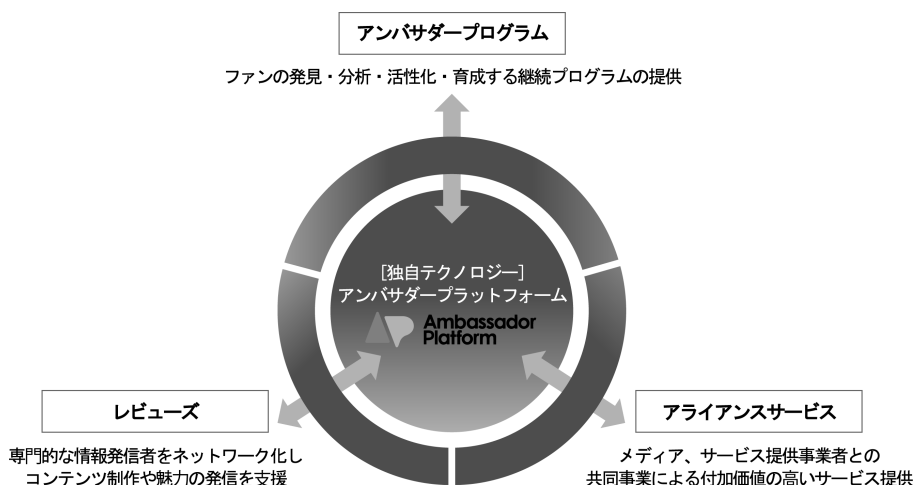 アンバサダープログラム
ファンの発見・分析・活性化・育成する継続プログラムの提供
[独自テクノロジー]
アンバサダープラットフォーム
Ambassador
Platform
レビューズ
専門的な情報発信者をネットワーク化し
コンテンツ制作や魅力の発信を支援
アライアンスサービス
メディア、サービス提供事業者との
共同事業による付加価値の高いサービス提供